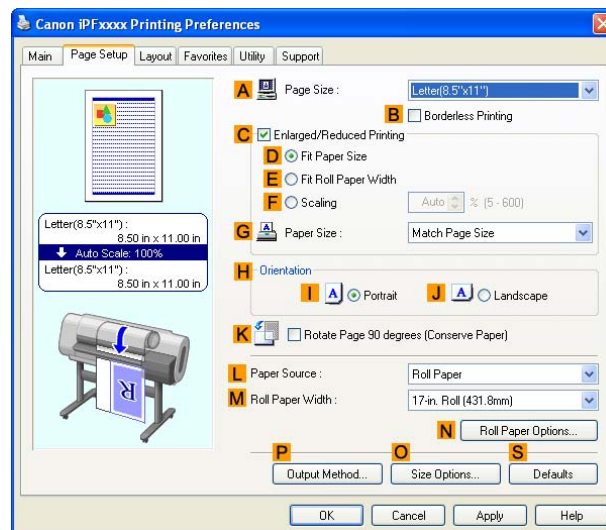 Canon iPFxxxx Printing Preferences
Main Page Setup Layout Favorites Utility Support
A Page Size : Letter(8.5"x11")
B Borderless Printing
C Enlarged/Reduced Printing
D Fit Paper Size
E Fit Roll Paper Width
F Scaling Auto % (5 - 600)
Letter(8.5"x11") :
8.50 in x 11.00 in
Auto Scale: 100%
Letter(8.5"x11") :
8.50 in x 11.00 in
G Paper Size : Match Page Size
H Orientation
I A Portrait J A Landscape
K Rotate Page 90 degrees (Conserve Paper)
R
L Paper Source : Roll Paper
M Roll Paper Width : 17-in. Roll (431.8mm)
N Roll Paper Options...
P O S
Output Method... Size Options... Defaults
OK Cancel Apply Help